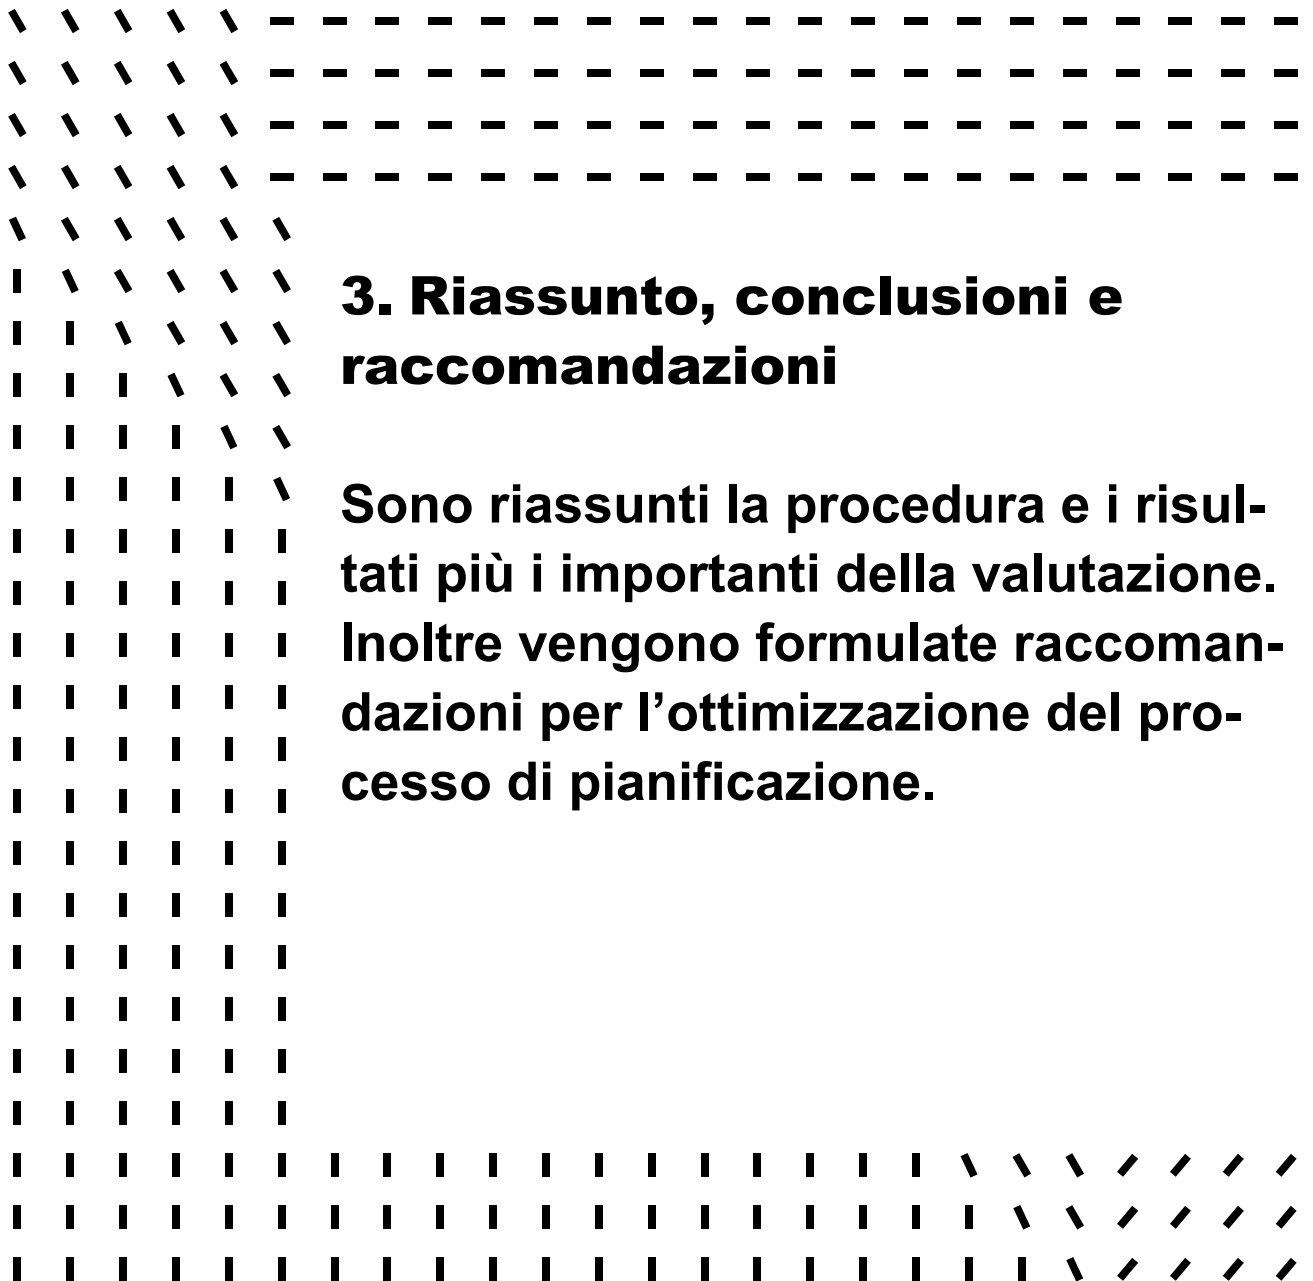 3. Riassunto, conclusioni e
raccomandazioni
Sono riassunti la procedura e i risul-
tati più i importanti della valutazione.
Inoltre vengono formulate raccoman-
dazioni per l’ottimizzazione del pro-
cesso di pianificazione.